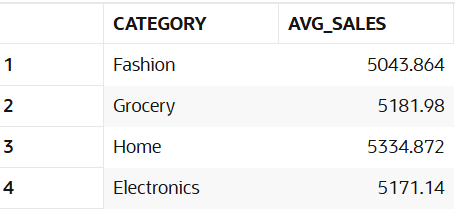 CATEGORY AVG_SALES
1 Fashion 5043.864
2 Grocery 5181.98
3 Home 5334.872
4 Electronics 5171.14